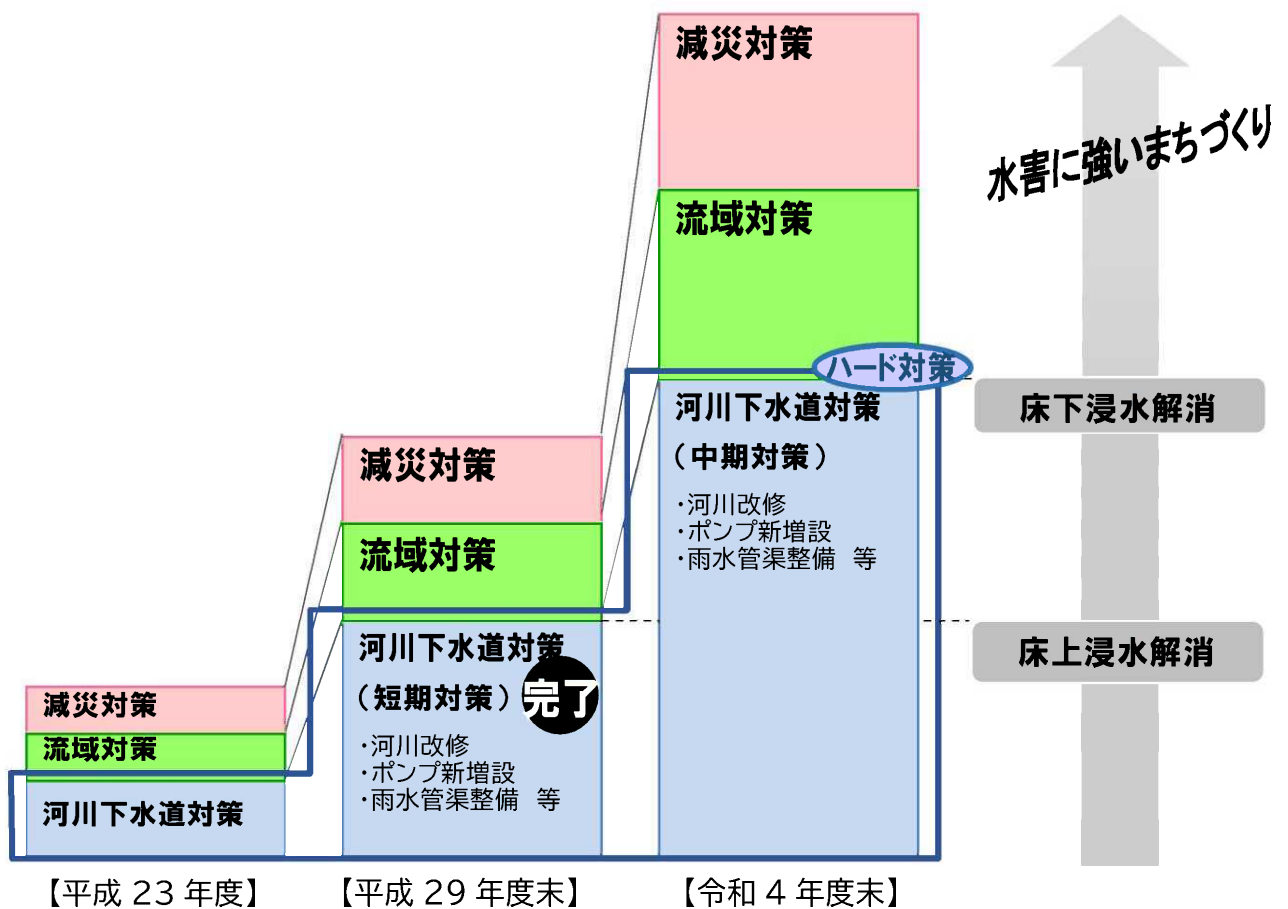 減災対策
流域対策
ハード対策
河川下水道対策
（中期対策）
・河川改修
・ポンプ新増設
・雨水管渠整備　等
減災対策
流域対策
河川下水道対策
（短期対策）
完了
・河川改修
・ポンプ新増設
・雨水管渠整備　等
減災対策
流域対策
河川下水道対策
水害に強いまちづくり
床下浸水解消
床上浸水解消
【平成 23 年度】
【平成 29 年度末】
【令和 4 年度末】